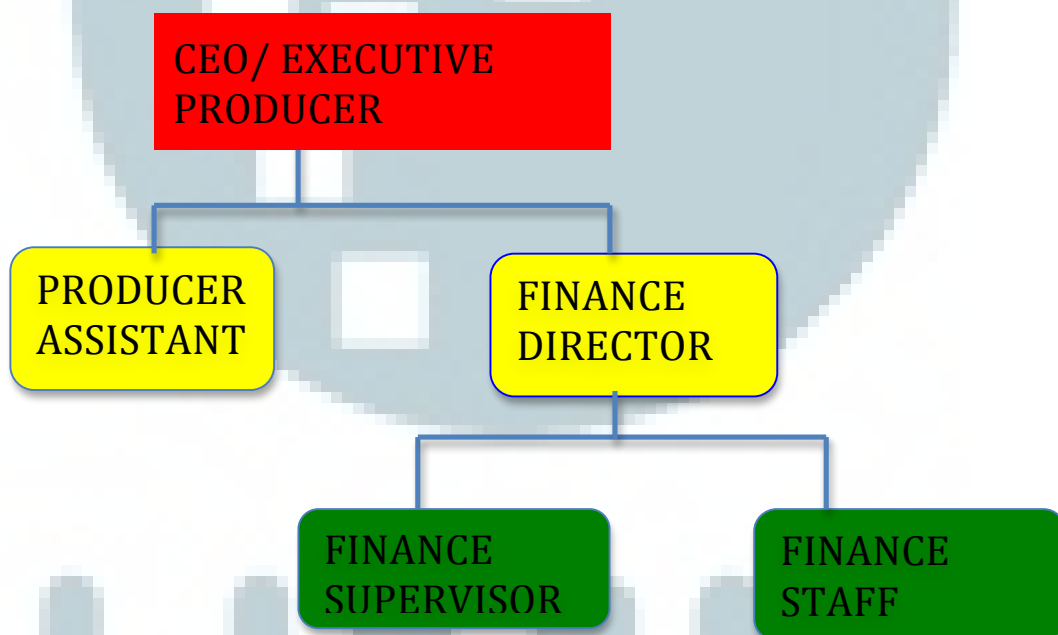 CEO/ EXECUTIVE
PRODUCER
PRODUCER
ASSISTANT
FINANCE
DIRECTOR
FINANCE
SUPERVISOR
FINANCE
STAFF